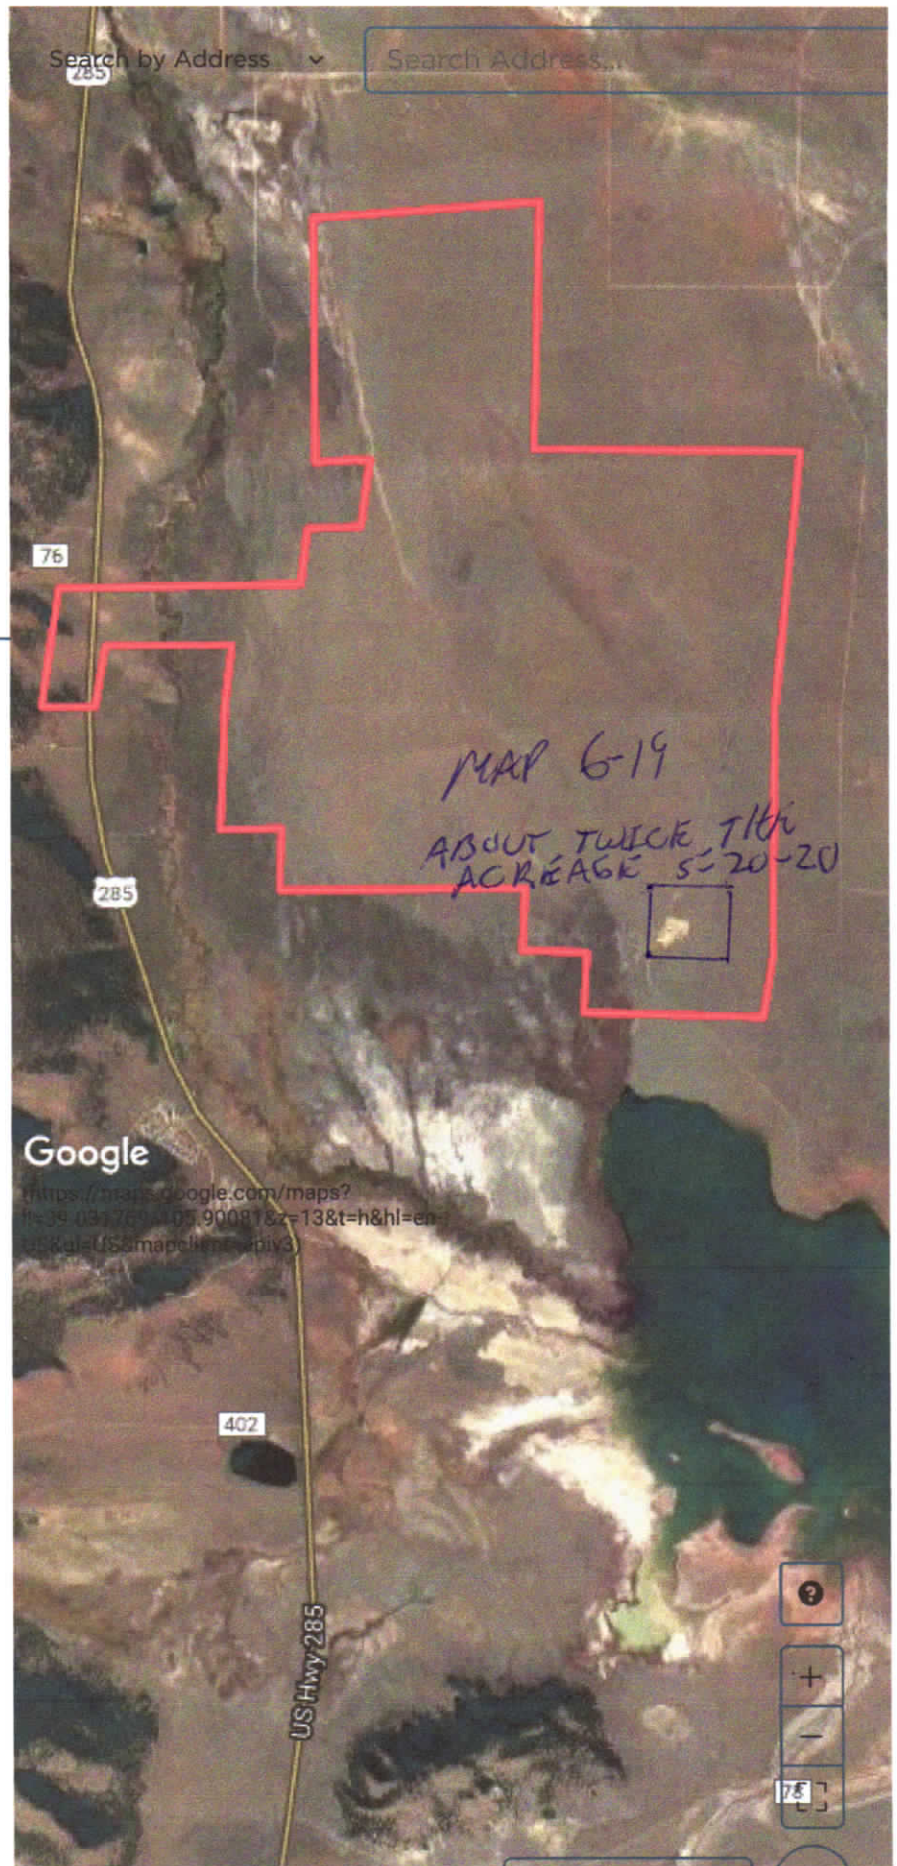 Search by Address
Search Address...
285
76
MAP 6-19
ABOUT TWICE THE
ACREAGE 5-20-20
285
Google
402
US Hwy 285
?
+
−